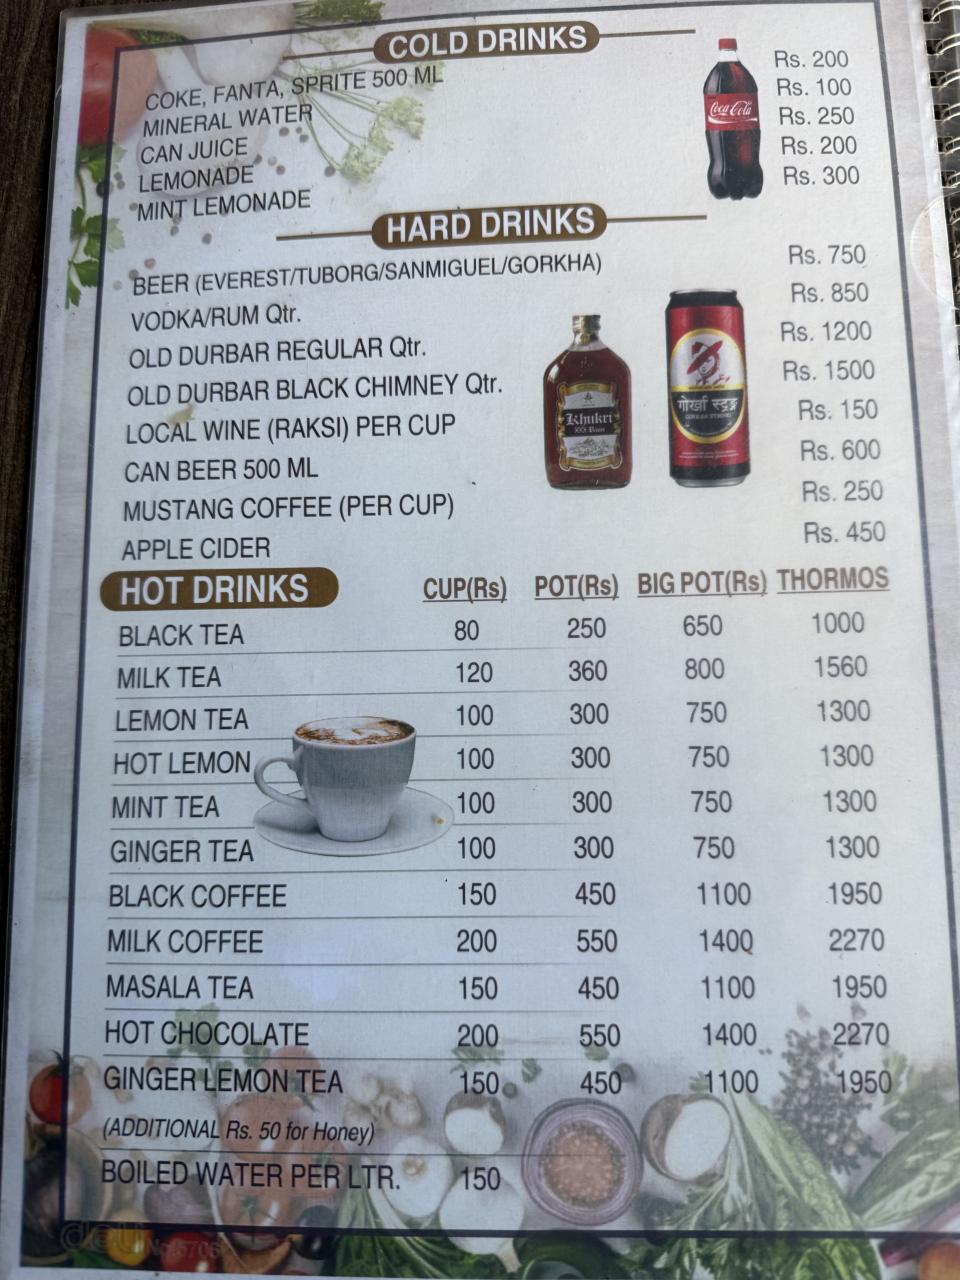 COLD DRINKS
COKE, FANTA, SPRITE 500 ML Rs. 200
MINERAL WATER Rs. 100
CAN JUICE Rs. 250
LEMONADE Rs. 200
MINT LEMONADE Rs. 300
Coca-Cola
HARD DRINKS
BEER (EVEREST/TUBORG/SANMIGUEL/GORKHA) Rs. 750
VODKA/RUM Qtr. Rs. 850
OLD DURBAR REGULAR Qtr. Rs. 1200
OLD DURBAR BLACK CHIMNEY Qtr. Rs. 1500
LOCAL WINE (RAKSI) PER CUP Rs. 150
CAN BEER 500 ML Rs. 600
MUSTANG COFFEE (PER CUP) Rs. 250
APPLE CIDER Rs. 450
Khukri
XXX Rum
गोर्खा स्ट्रङ्ग
GORKHA STRONG
HOT DRINKS CUP(Rs) POT(Rs) BIG POT(Rs) THORMOS
BLACK TEA 80 250 650 1000
MILK TEA 120 360 800 1560
LEMON TEA 100 300 750 1300
HOT LEMON 100 300 750 1300
MINT TEA 100 300 750 1300
GINGER TEA 100 300 750 1300
BLACK COFFEE 150 450 1100 1950
MILK COFFEE 200 550 1400 2270
MASALA TEA 150 450 1100 1950
HOT CHOCOLATE 200 550 1400 2270
GINGER LEMON TEA 150 450 1100 1950
(ADDITIONAL Rs. 50 for Honey)
BOILED WATER PER LTR. 150